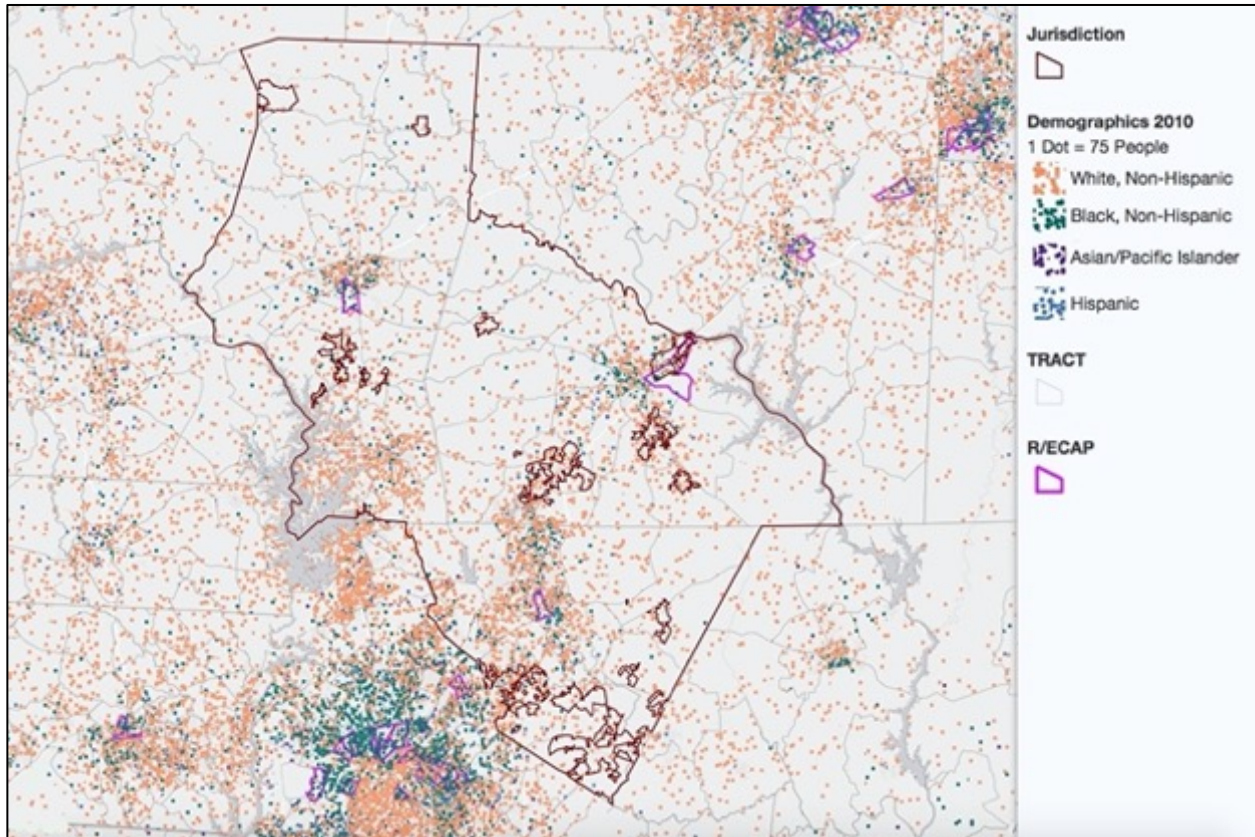 Jurisdiction
Demographics 2010
1 Dot = 75 People
White, Non-Hispanic
Black, Non-Hispanic
Asian/Pacific Islander
Hispanic
TRACT
R/ECAP